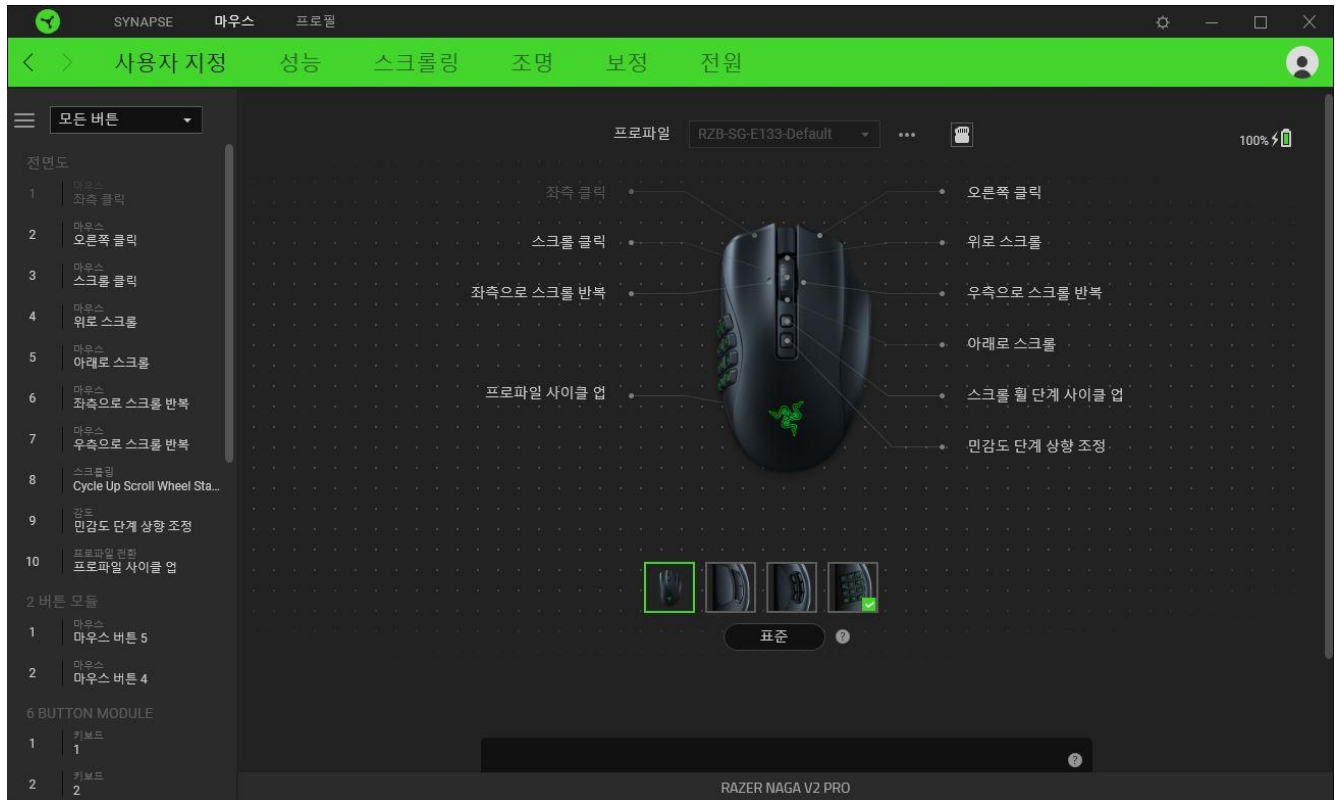 SYNAPSE 마우스 프로필
사용자 지정 성능 스크롤링 조명 보정 전원
모든 버튼
프로파일 RZB-SG-E133-Default
100%
전면도
1 마우스
좌측 클릭
2 마우스
오른쪽 클릭
3 마우스
스크롤 클릭
4 마우스
위로 스크롤
5 마우스
아래로 스크롤
6 마우스
좌측으로 스크롤 반복
7 마우스
우측으로 스크롤 반복
8 스크롤링
Cycle Up Scroll Wheel Sta...
9 감도
민감도 단계 상향 조정
10 프로파일 전환
프로파일 사이클 업
2 버튼 모듈
1 마우스
마우스 버튼 5
2 마우스
마우스 버튼 4
6 BUTTON MODULE
1 키보드
1
2 키보드
2
좌측 클릭
스크롤 클릭
좌측으로 스크롤 반복
프로파일 사이클 업
오른쪽 클릭
위로 스크롤
우측으로 스크롤 반복
아래로 스크롤
스크롤 휠 단계 사이클 업
민감도 단계 상향 조정
표준 ?
?
RAZER NAGA V2 PRO